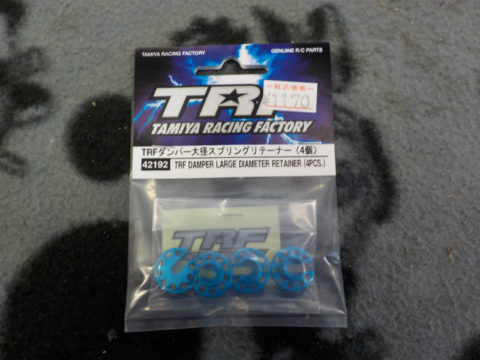 TAMIYA RACING FACTORY
GENUINE R/C PARTS
TRF
税込価格
¥1170
TAMIYA RACING FACTORY
TRFダンパー大径スプリングリテーナー (4個)
42192 TRF DAMPER LARGE DIAMETER RETAINER (4PCS.)
TRF